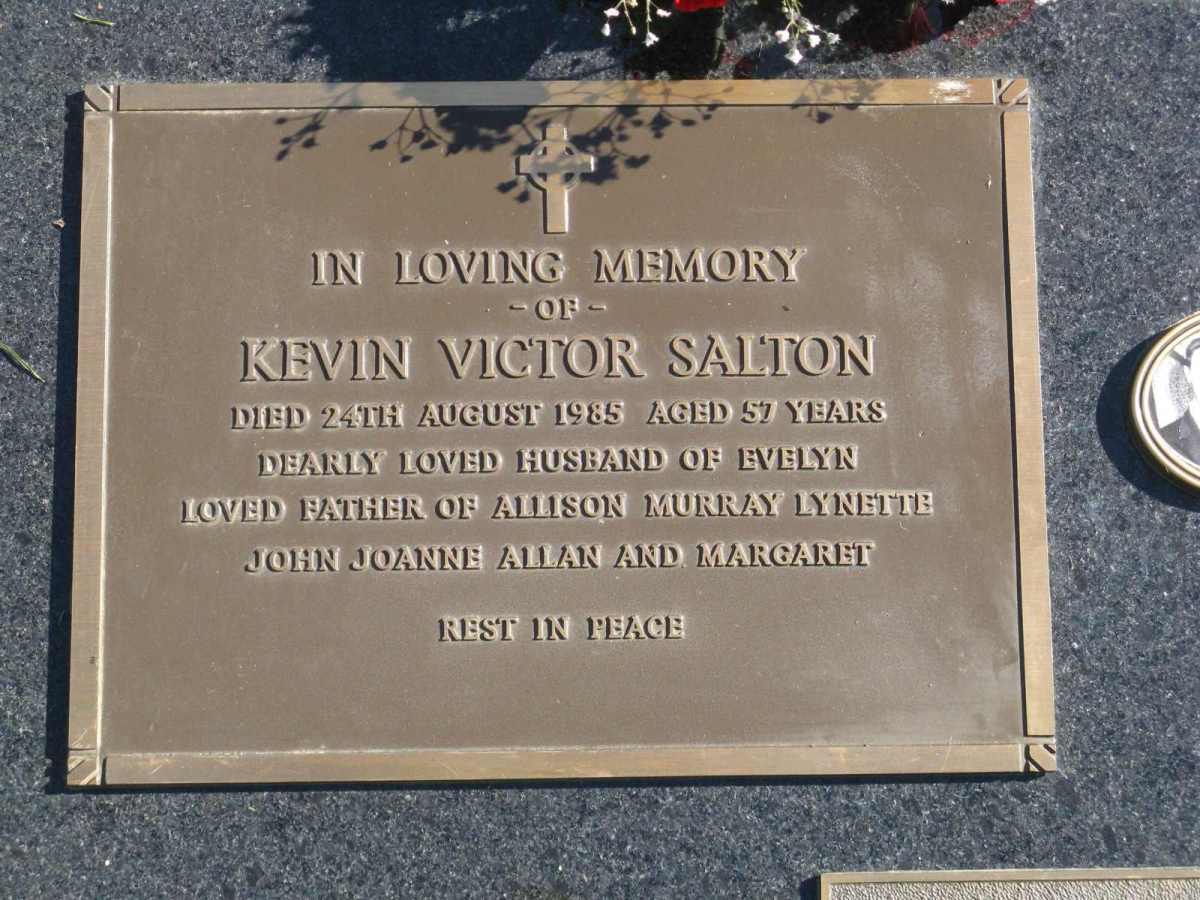 IN LOVING MEMORY
- OF -
KEVIN VICTOR SALTON
DIED 24TH AUGUST 1985 AGED 57 YEARS
DEARLY LOVED HUSBAND OF EVELYN
LOVED FATHER OF ALLISON MURRAY LYNETTE
JOHN JOANNE ALLAN AND MARGARET
REST IN PEACE